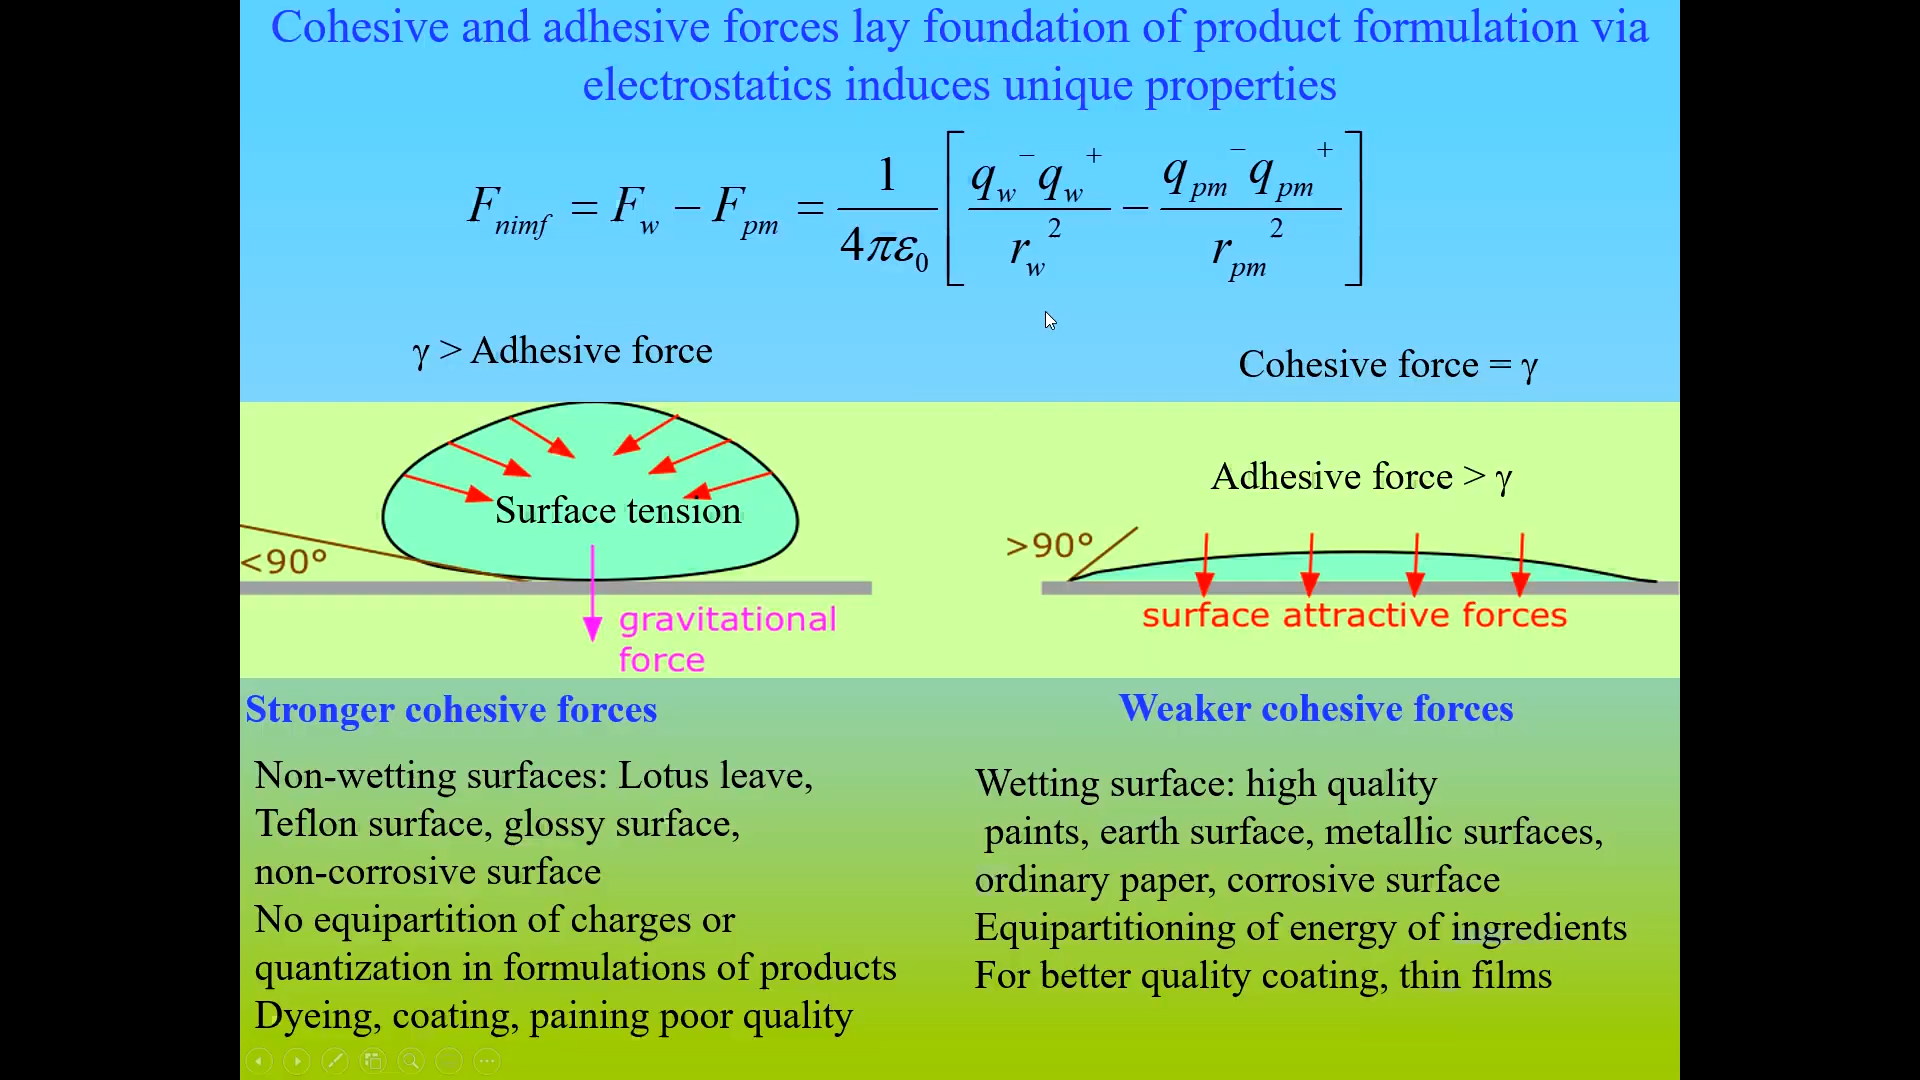 Cohesive and adhesive forces lay foundation of product formulation via
electrostatics induces unique properties
F_nimf = F_w − F_pm = 1/(4πε_0) [ q_w^− q_w^+ / r_w^2 − q_pm^− q_pm^+ / r_pm^2 ]
γ > Adhesive force
Cohesive force = γ
Surface tension
<90°
gravitational
force
Adhesive force > γ
>90°
surface attractive forces
Stronger cohesive forces
Non-wetting surfaces: Lotus leave,
Teflon surface, glossy surface,
non-corrosive surface
No equipartition of charges or
quantization in formulations of products
Dyeing, coating, paining poor quality
Weaker cohesive forces
Wetting surface: high quality
paints, earth surface, metallic surfaces,
ordinary paper, corrosive surface
Equipartitioning of energy of ingredients
For better quality coating, thin films